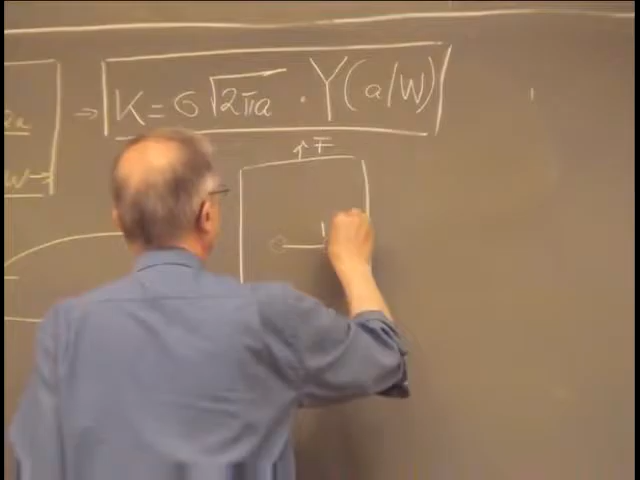 → K = σ √2πa · Y(a/W)
2a
W →
↑ F